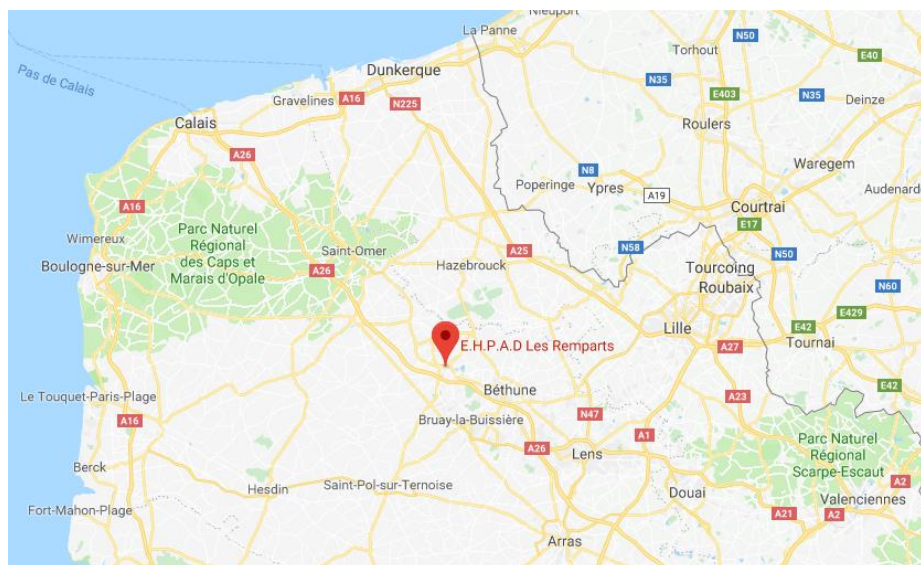 Nieuport
La Panne
N50
E40
Torhout
Dunkerque
Pas de Calais
A16
N225
N35
E403
N35
Deinze
Gravelines
Calais
Roulers
A26
N8
Waregem
Poperinge
Ypres
A19
Audenard
Courtrai
A16
E17
Parc Naturel
Régional
des Caps et
Marais d'Opale
Wimereux
Saint-Omer
A25
N58
N50
Boulogne-sur-Mer
A26
Hazebrouck
Tourcoing
Roubaix
N60
E429
Lille
E42
Tournai
E.H.P.A.D Les Remparts
A27
E42
Le Touquet-Paris-Plage
Béthune
A23
A16
Bruay-la-Buissière
N47
A1
A26
Lens
Parc Naturel
Régional
Scarpe-Escaut
Berck
A2
Hesdin
Saint-Pol-sur-Ternoise
Douai
Valenciennes
Fort-Mahon-Plage
A21
A2
Arras